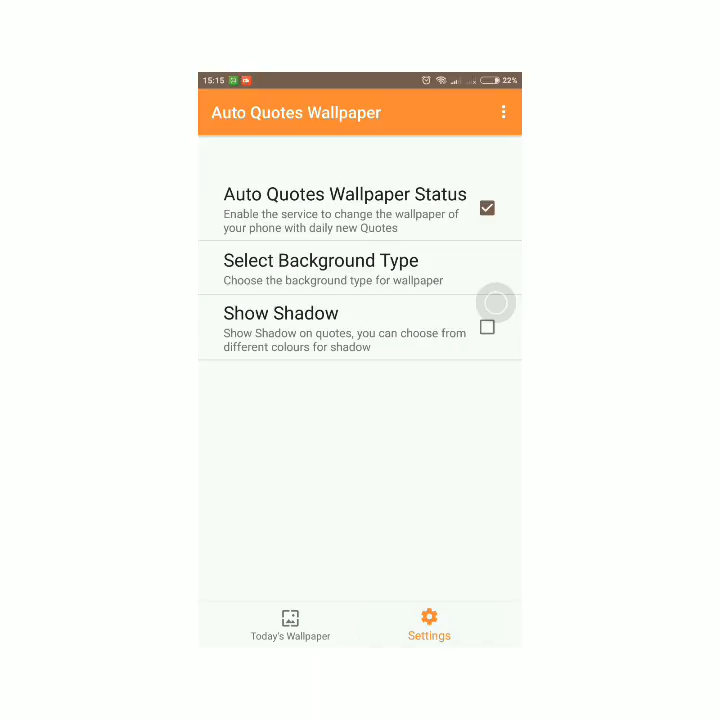 15:15 22%
Auto Quotes Wallpaper
Auto Quotes Wallpaper Status
Enable the service to change the wallpaper of
your phone with daily new Quotes
Select Background Type
Choose the background type for wallpaper
Show Shadow
Show Shadow on quotes, you can choose from
different colours for shadow
Today's Wallpaper
Settings